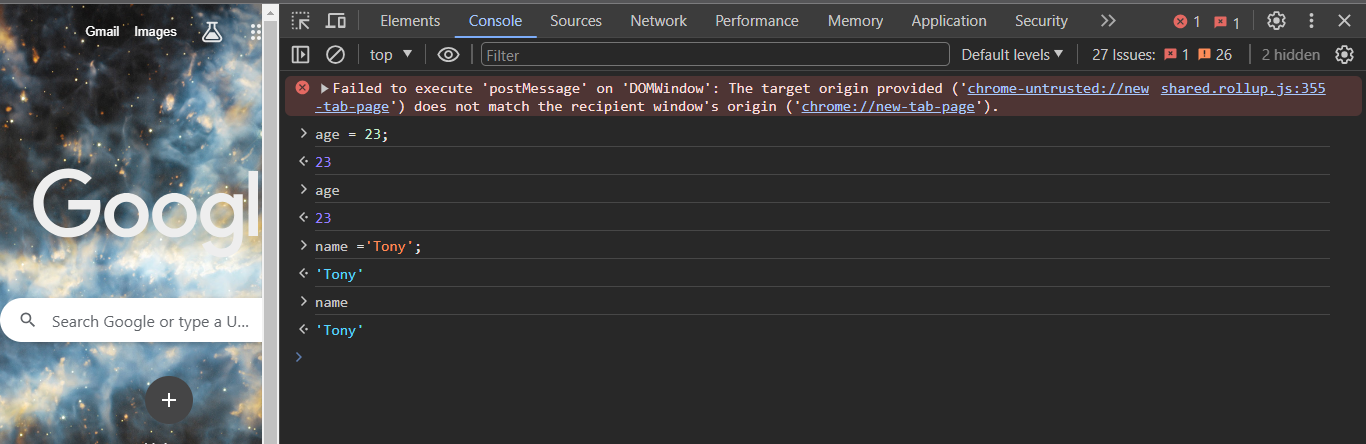 Gmail Images
Googl
Search Google or type a U...
Elements Console Sources Network Performance Memory Application Security 1 1
top Filter Default levels 27 Issues: 1 26 2 hidden
Failed to execute 'postMessage' on 'DOMWindow': The target origin provided ('chrome-untrusted://new shared.rollup.js:355
-tab-page') does not match the recipient window's origin ('chrome://new-tab-page').
> age = 23;
23
> age
23
> name ='Tony';
'Tony'
> name
'Tony'
>